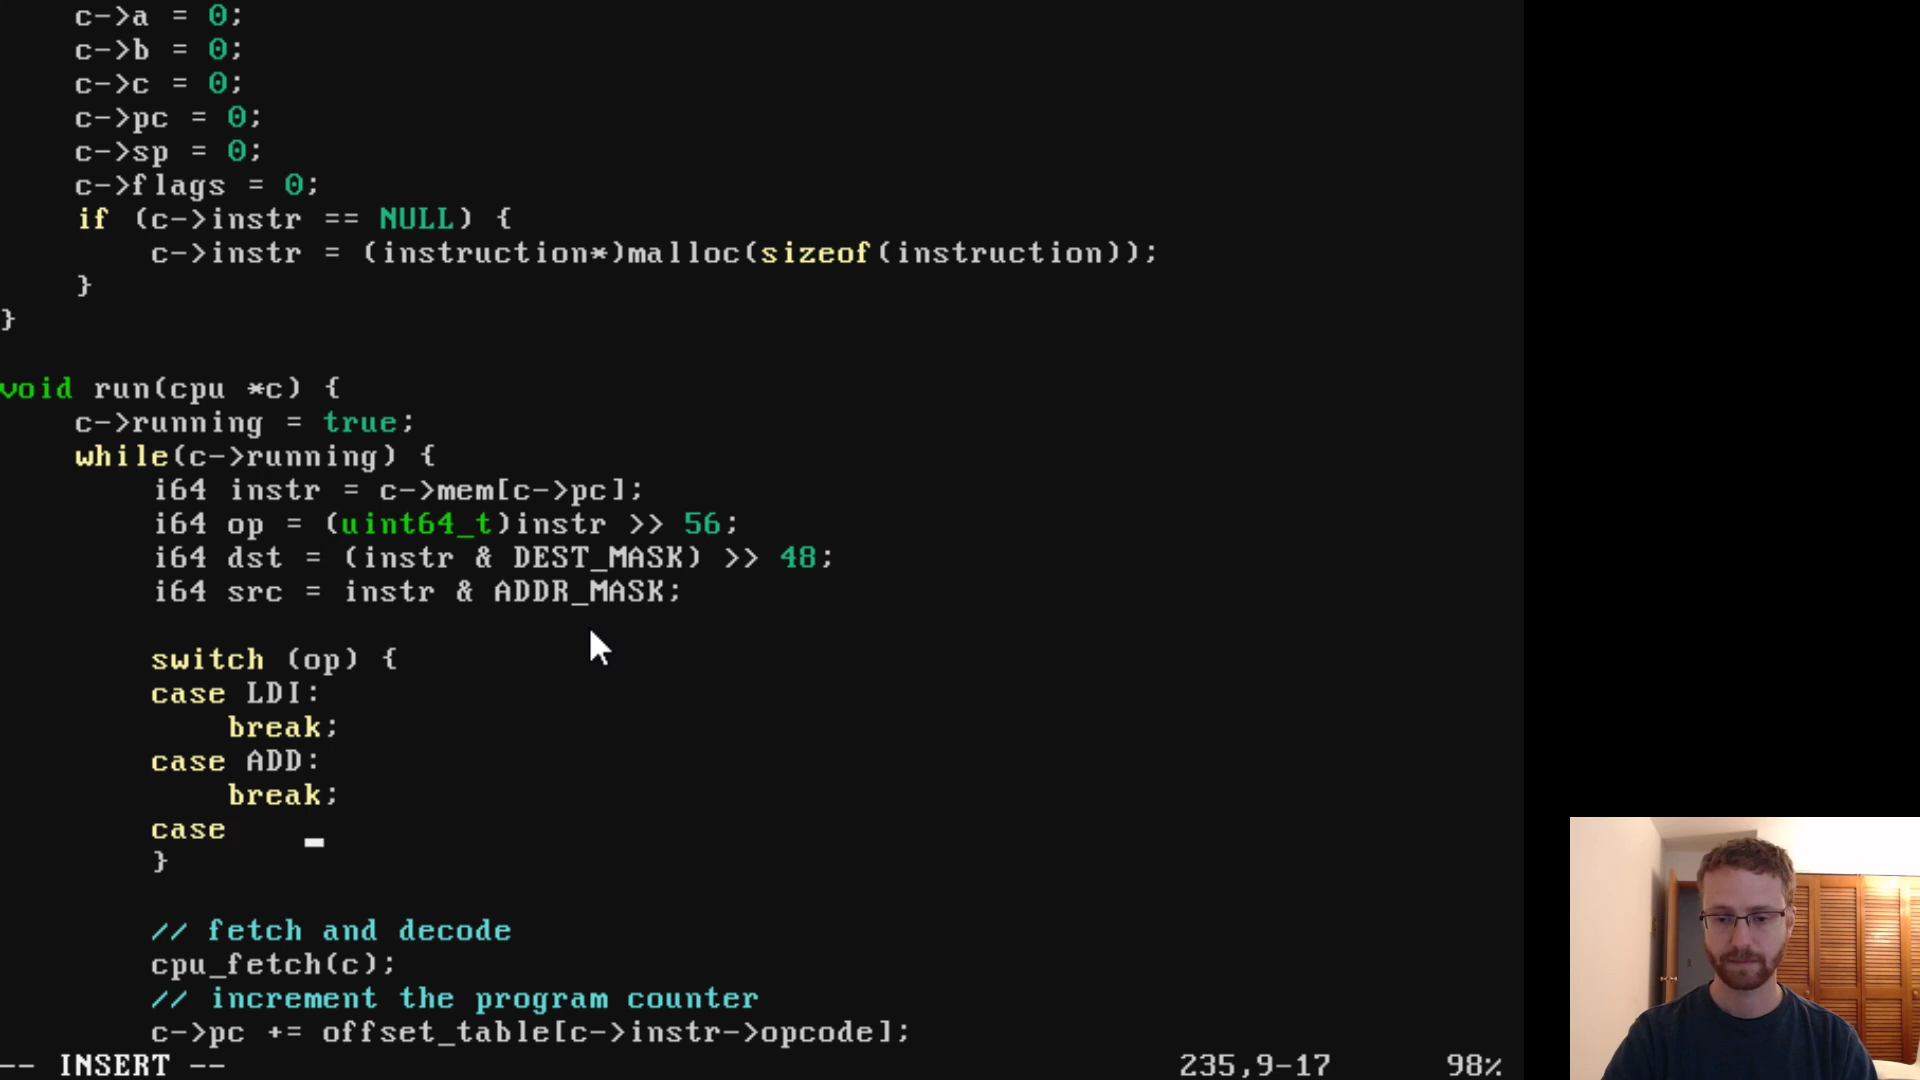 c->a = 0;
c->b = 0;
c->c = 0;
c->pc = 0;
c->sp = 0;
c->flags = 0;
if (c->instr == NULL) {
c->instr = (instruction*)malloc(sizeof(instruction));
}
}
void run(cpu *c) {
c->running = true;
while(c->running) {
i64 instr = c->mem[c->pc];
i64 op = (uint64_t)instr >> 56;
i64 dst = (instr & DEST_MASK) >> 48;
i64 src = instr & ADDR_MASK;
switch (op) {
case LDI:
break;
case ADD:
break;
case
}
// fetch and decode
cpu_fetch(c);
// increment the program counter
c->pc += offset_table[c->instr->opcode];
-- INSERT -- 235,9-17 98%